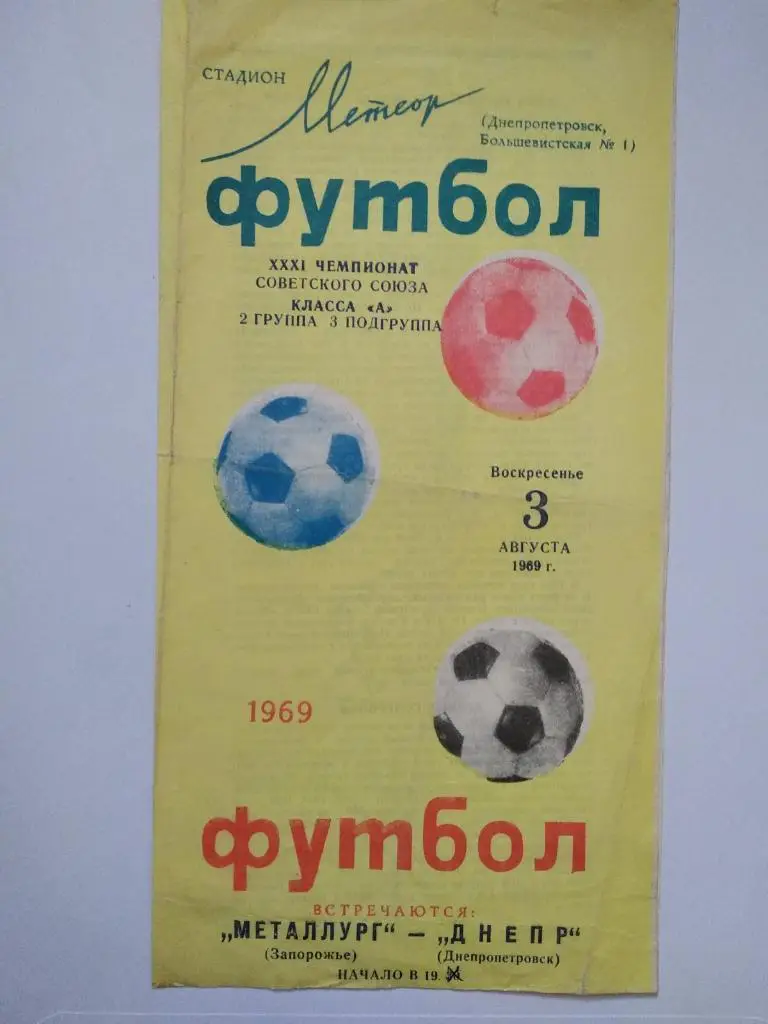 СТАДИОН Метеор
(Днепропетровск,
Большевистская № 1)
футбол
XXXI ЧЕМПИОНАТ
СОВЕТСКОГО СОЮЗА
КЛАССА «А»
2 ГРУППА 3 ПОДГРУППА
Воскресенье
3
АВГУСТА
1969 г.
1969
футбол
ВСТРЕЧАЮТСЯ:
„МЕТАЛЛУРГ" — „ДНЕПР"
(Запорожье) (Днепропетровск)
НАЧАЛО В 19.